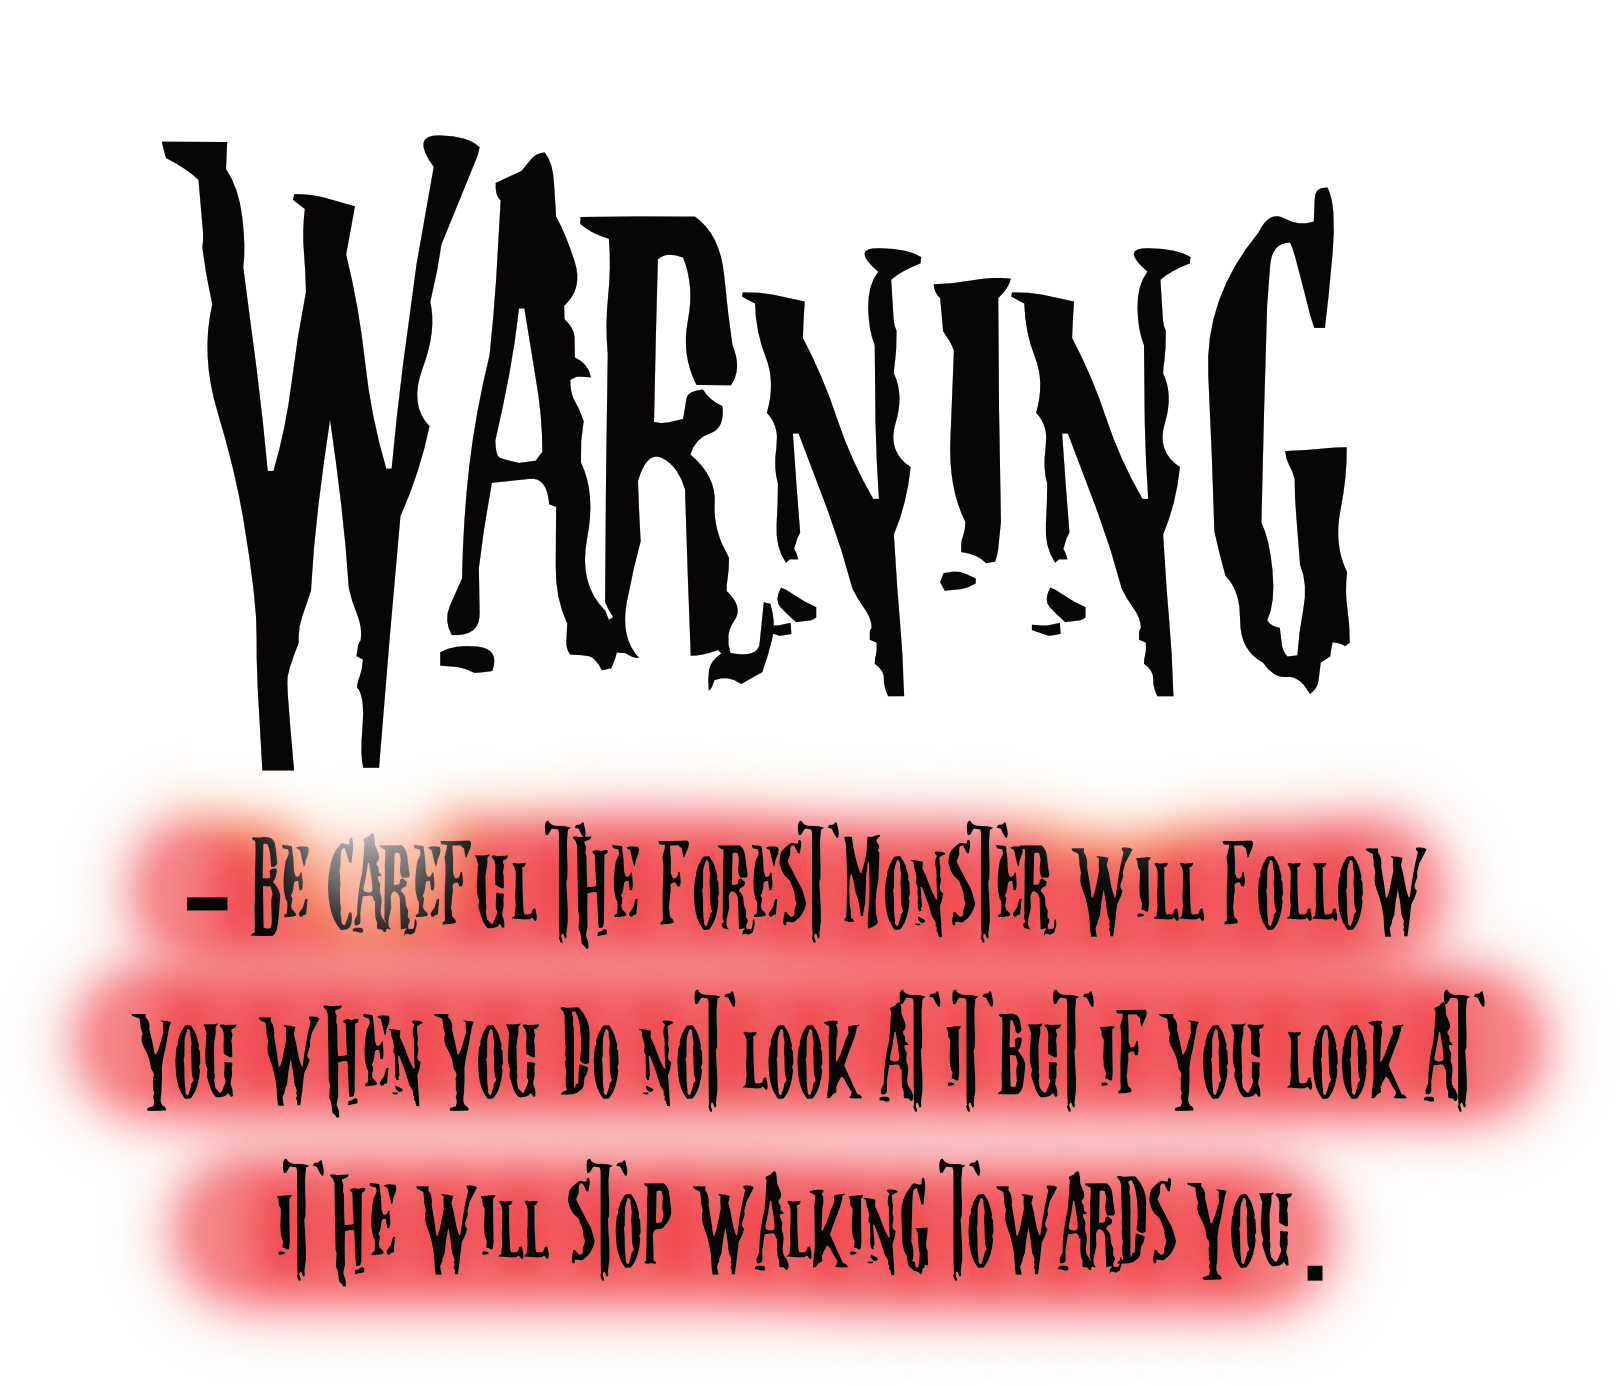 WARNING
- BE CAREFUL THE FOREST MONSTER WILL FOLLOW
YOU WHEN YOU DO NOT LOOK AT IT BUT IF YOU LOOK AT
IT HE WILL STOP WALKING TOWARDS YOU.